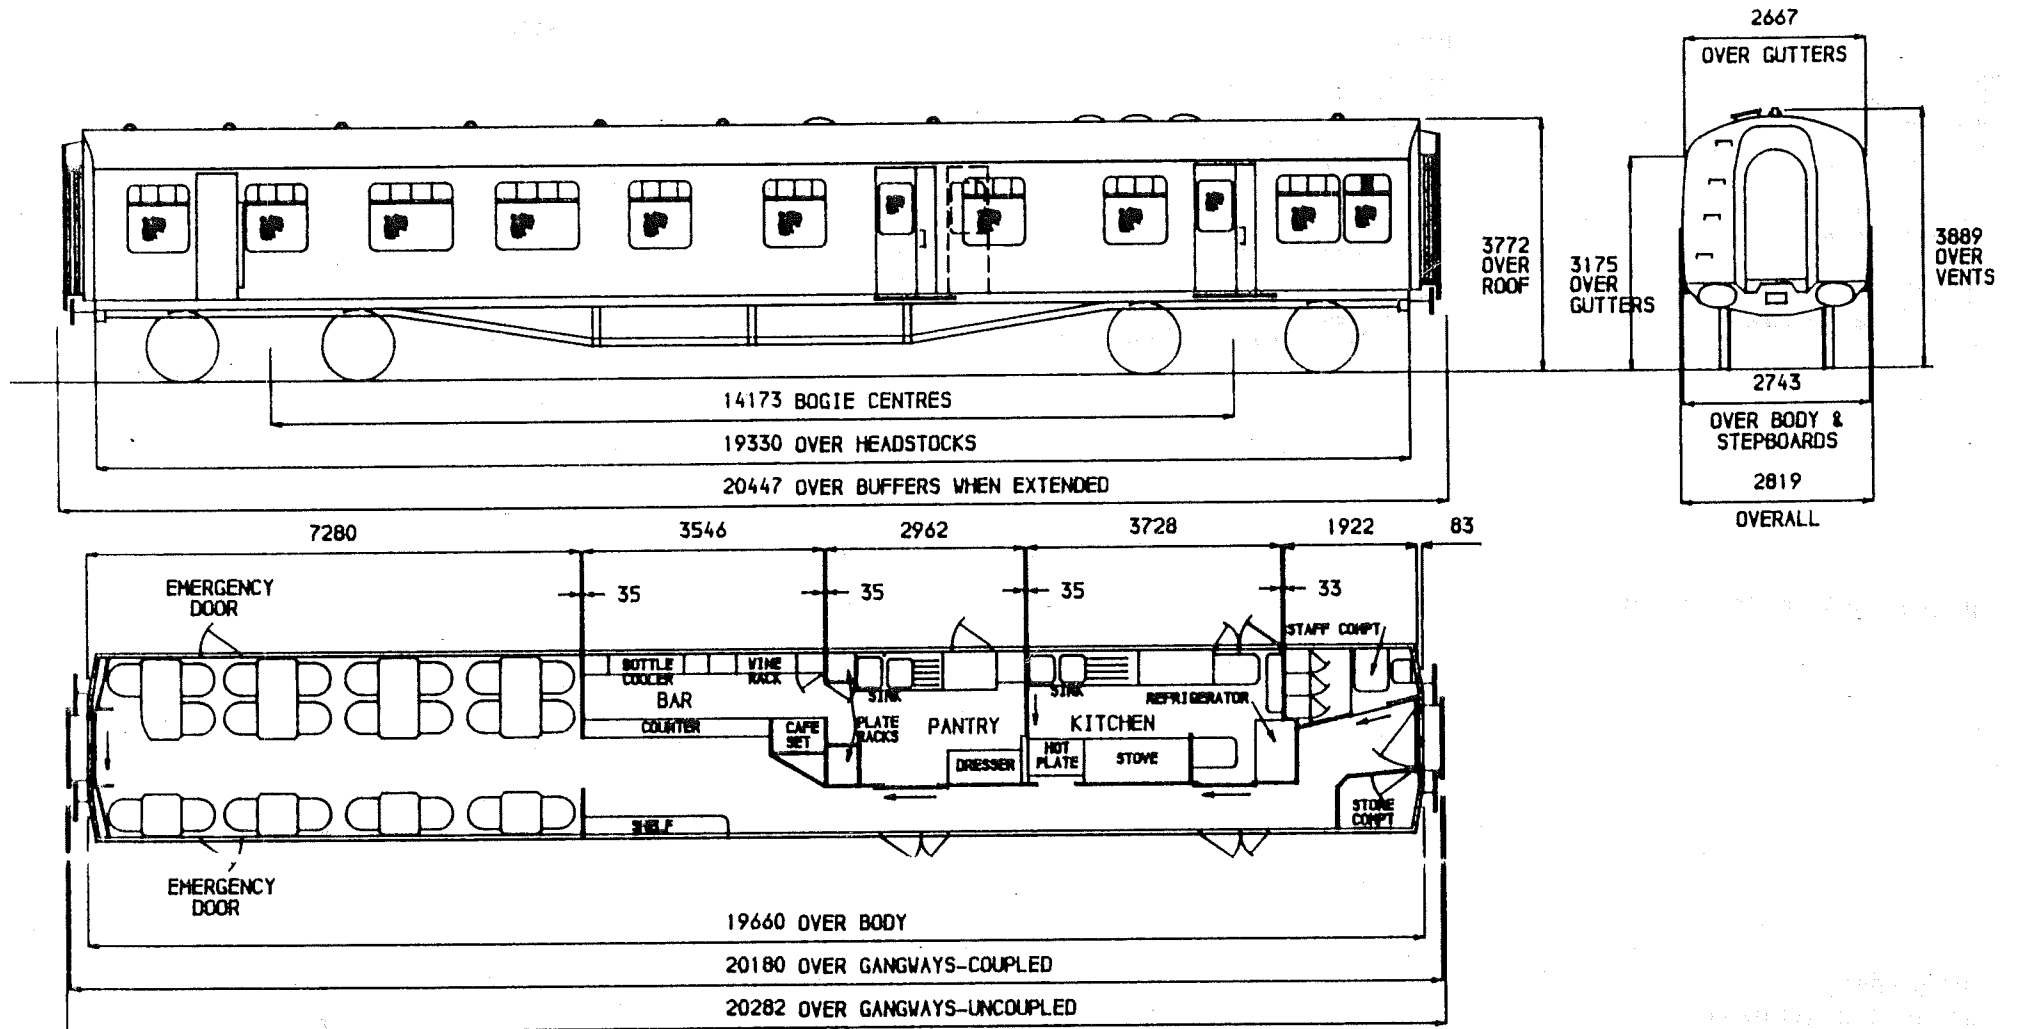 2667
OVER GUTTERS
3772
OVER
ROOF
3175
OVER
GUTTERS
3889
OVER
VENTS
14173 BOGIE CENTRES
19330 OVER HEADSTOCKS
20447 OVER BUFFERS WHEN EXTENDED
2743
OVER BODY &
STEPBOARDS
2819
OVERALL
7280
3546
2962
3728
1922
83
35
35
35
33
EMERGENCY
DOOR
STAFF COMPT
BOTTLE
COOLER
WINE
RACK
BAR
COUNTER
CAFE
SET
SINK
PLATE
RACKS
PANTRY
DRESSER
SINK
REFRIGERATOR
KITCHEN
HOT
PLATE
STOVE
STORE
COMPT
SHELF
EMERGENCY
DOOR
19660 OVER BODY
20180 OVER GANGWAYS-COUPLED
20282 OVER GANGWAYS-UNCOUPLED